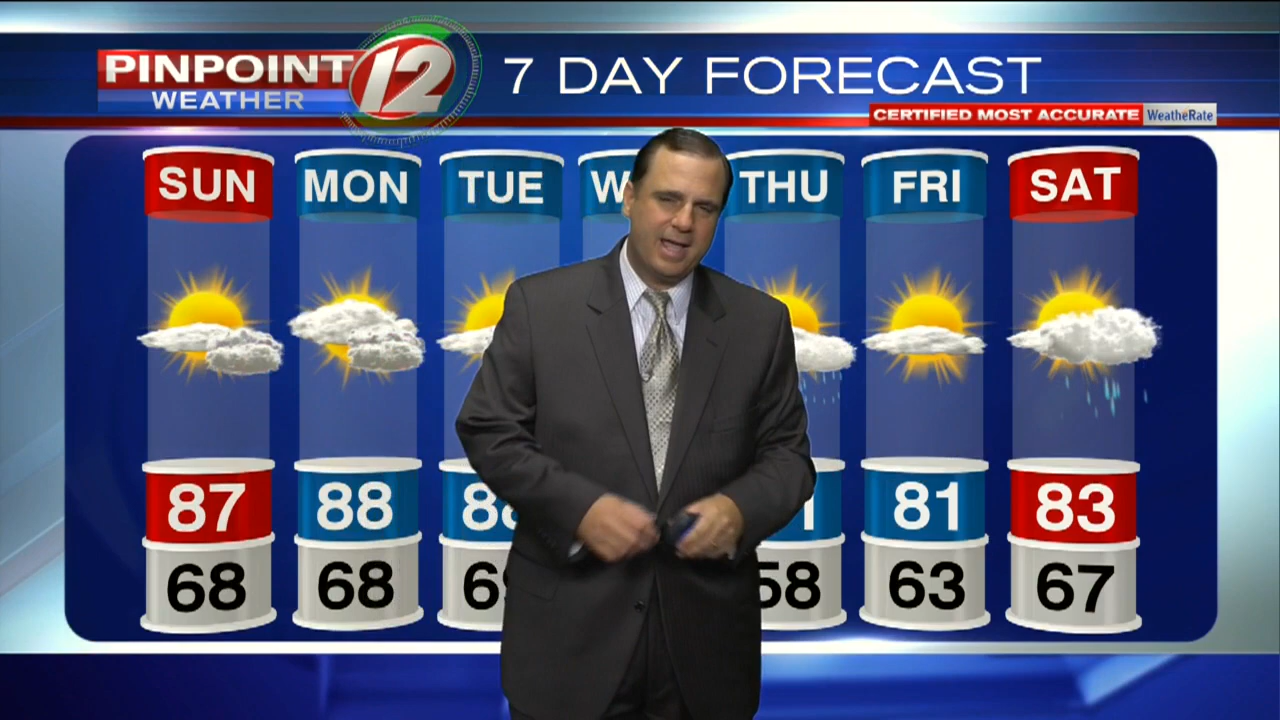 PINPOINT 12
WEATHER
7 DAY FORECAST
CERTIFIED MOST ACCURATE WeatheRate
SUN MON TUE THU FRI SAT
87 88 81 83
68 68 58 63 67